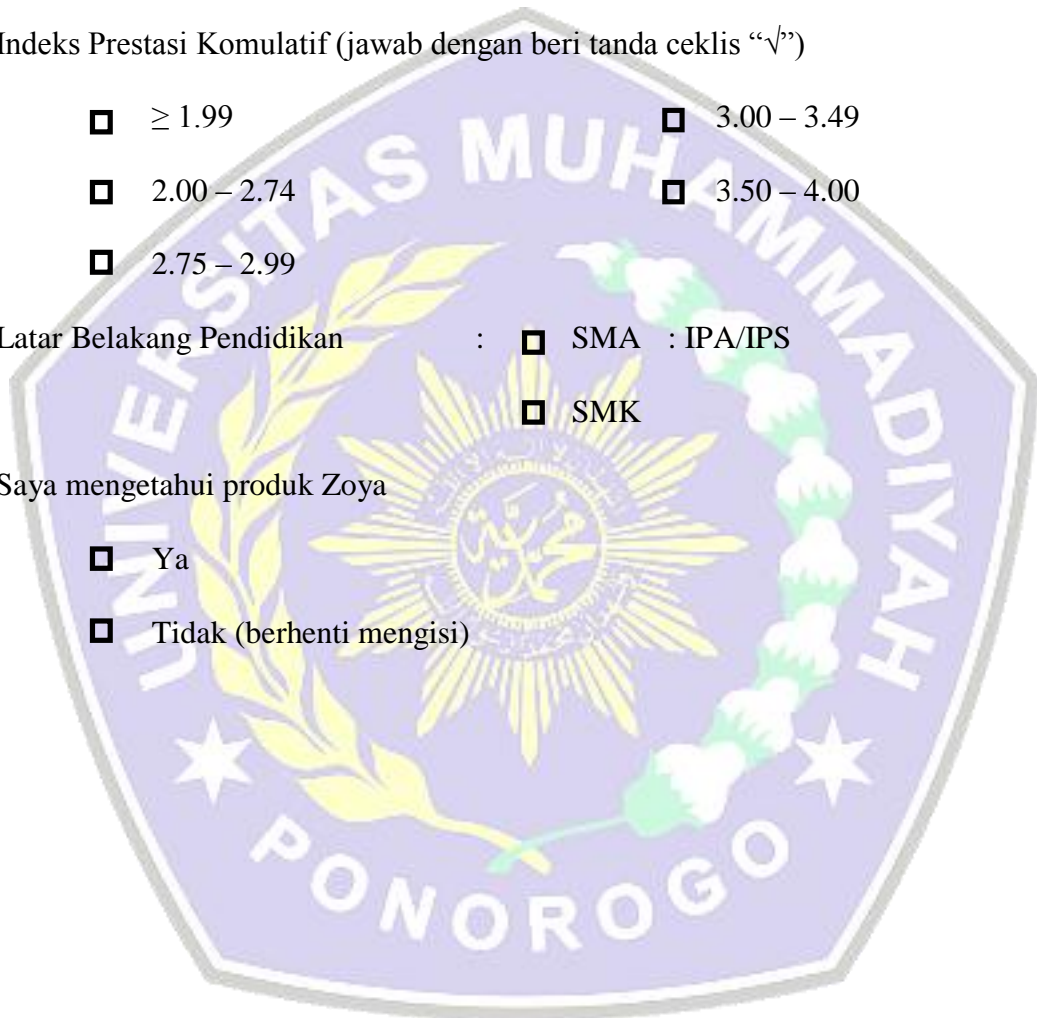 Indeks Prestasi Komulatif (jawab dengan beri tanda ceklis “√”)
≥ 1.99 3.00 – 3.49
2.00 – 2.74 3.50 – 4.00
2.75 – 2.99
Latar Belakang Pendidikan : SMA : IPA/IPS
SMK
Saya mengetahui produk Zoya
Ya
Tidak (berhenti mengisi)
UNIVERSITAS MUHAMMADIYAH
PONOROGO